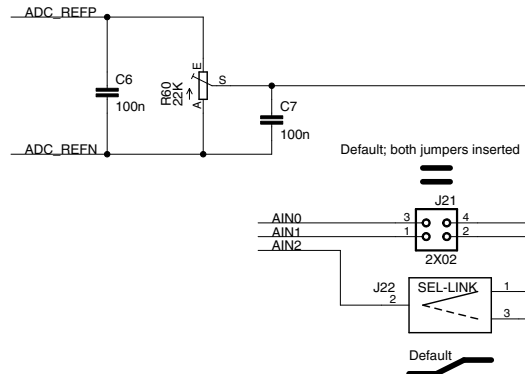 ADC_REFP
C6
100n
R60
22K
E
A
S
C7
100n
ADC_REFN
Default; both jumpers inserted
J21
AIN0
3
4
AIN1
1
2
AIN2
2X02
J22
SEL-LINK
2
1
3
Default